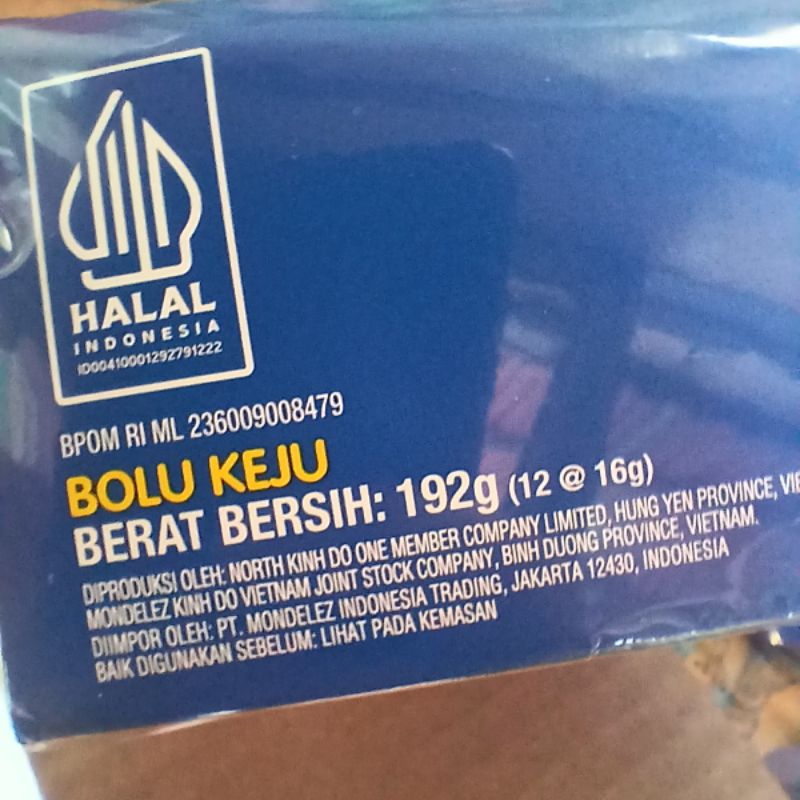 HALAL
INDONESIA
ID00410001292791222
BPOM RI ML 236009008479
BOLU KEJU
BERAT BERSIH: 192g (12 @ 16g)
DIPRODUKSI OLEH: NORTH KINH DO ONE MEMBER COMPANY LIMITED, HUNG YEN PROVINCE,
MONDELEZ KINH DO VIETNAM JOINT STOCK COMPANY, BINH DUONG PROVINCE, VIETNAM.
DIIMPOR OLEH: PT. MONDELEZ INDONESIA TRADING, JAKARTA 12430, INDONESIA
BAIK DIGUNAKAN SEBELUM: LIHAT PADA KEMASAN